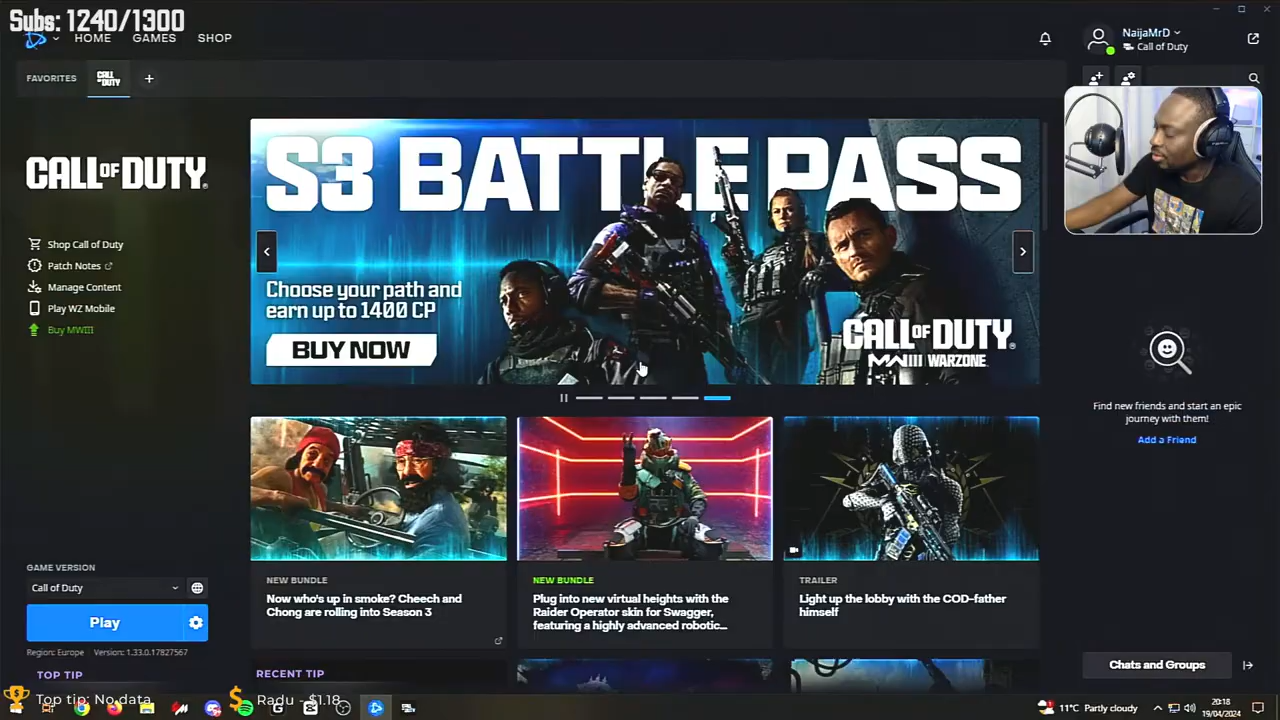 Subs: 1240/1300
HOME
GAMES
SHOP
NaijaMrD
Call of Duty
FAVORITES
CALL OF DUTY
CALL OF DUTY®
Shop Call of Duty
Patch Notes
Manage Content
Play WZ Mobile
Buy MWIII
S3 BATTLE PASS
Choose your path and
earn up to 1400 CP
BUY NOW
CALL OF DUTY®
MWIII WARZONE
Find new friends and start an epic
journey with them!
Add a Friend
NEW BUNDLE
Now who's up in smoke? Cheech and
Chong are rolling into Season 3
NEW BUNDLE
Plug into new virtual heights with the
Raider Operator skin for Swagger,
featuring a highly advanced robotic...
TRAILER
Light up the lobby with the COD-father
himself
GAME VERSION
Call of Duty
Play
Region: Europe
Version: 1.33.0.17827567
TOP TIP
RECENT TIP
Chats and Groups
Top tip: No data
Radu - $1.18
11°C Partly cloudy
20:18
19/04/2024